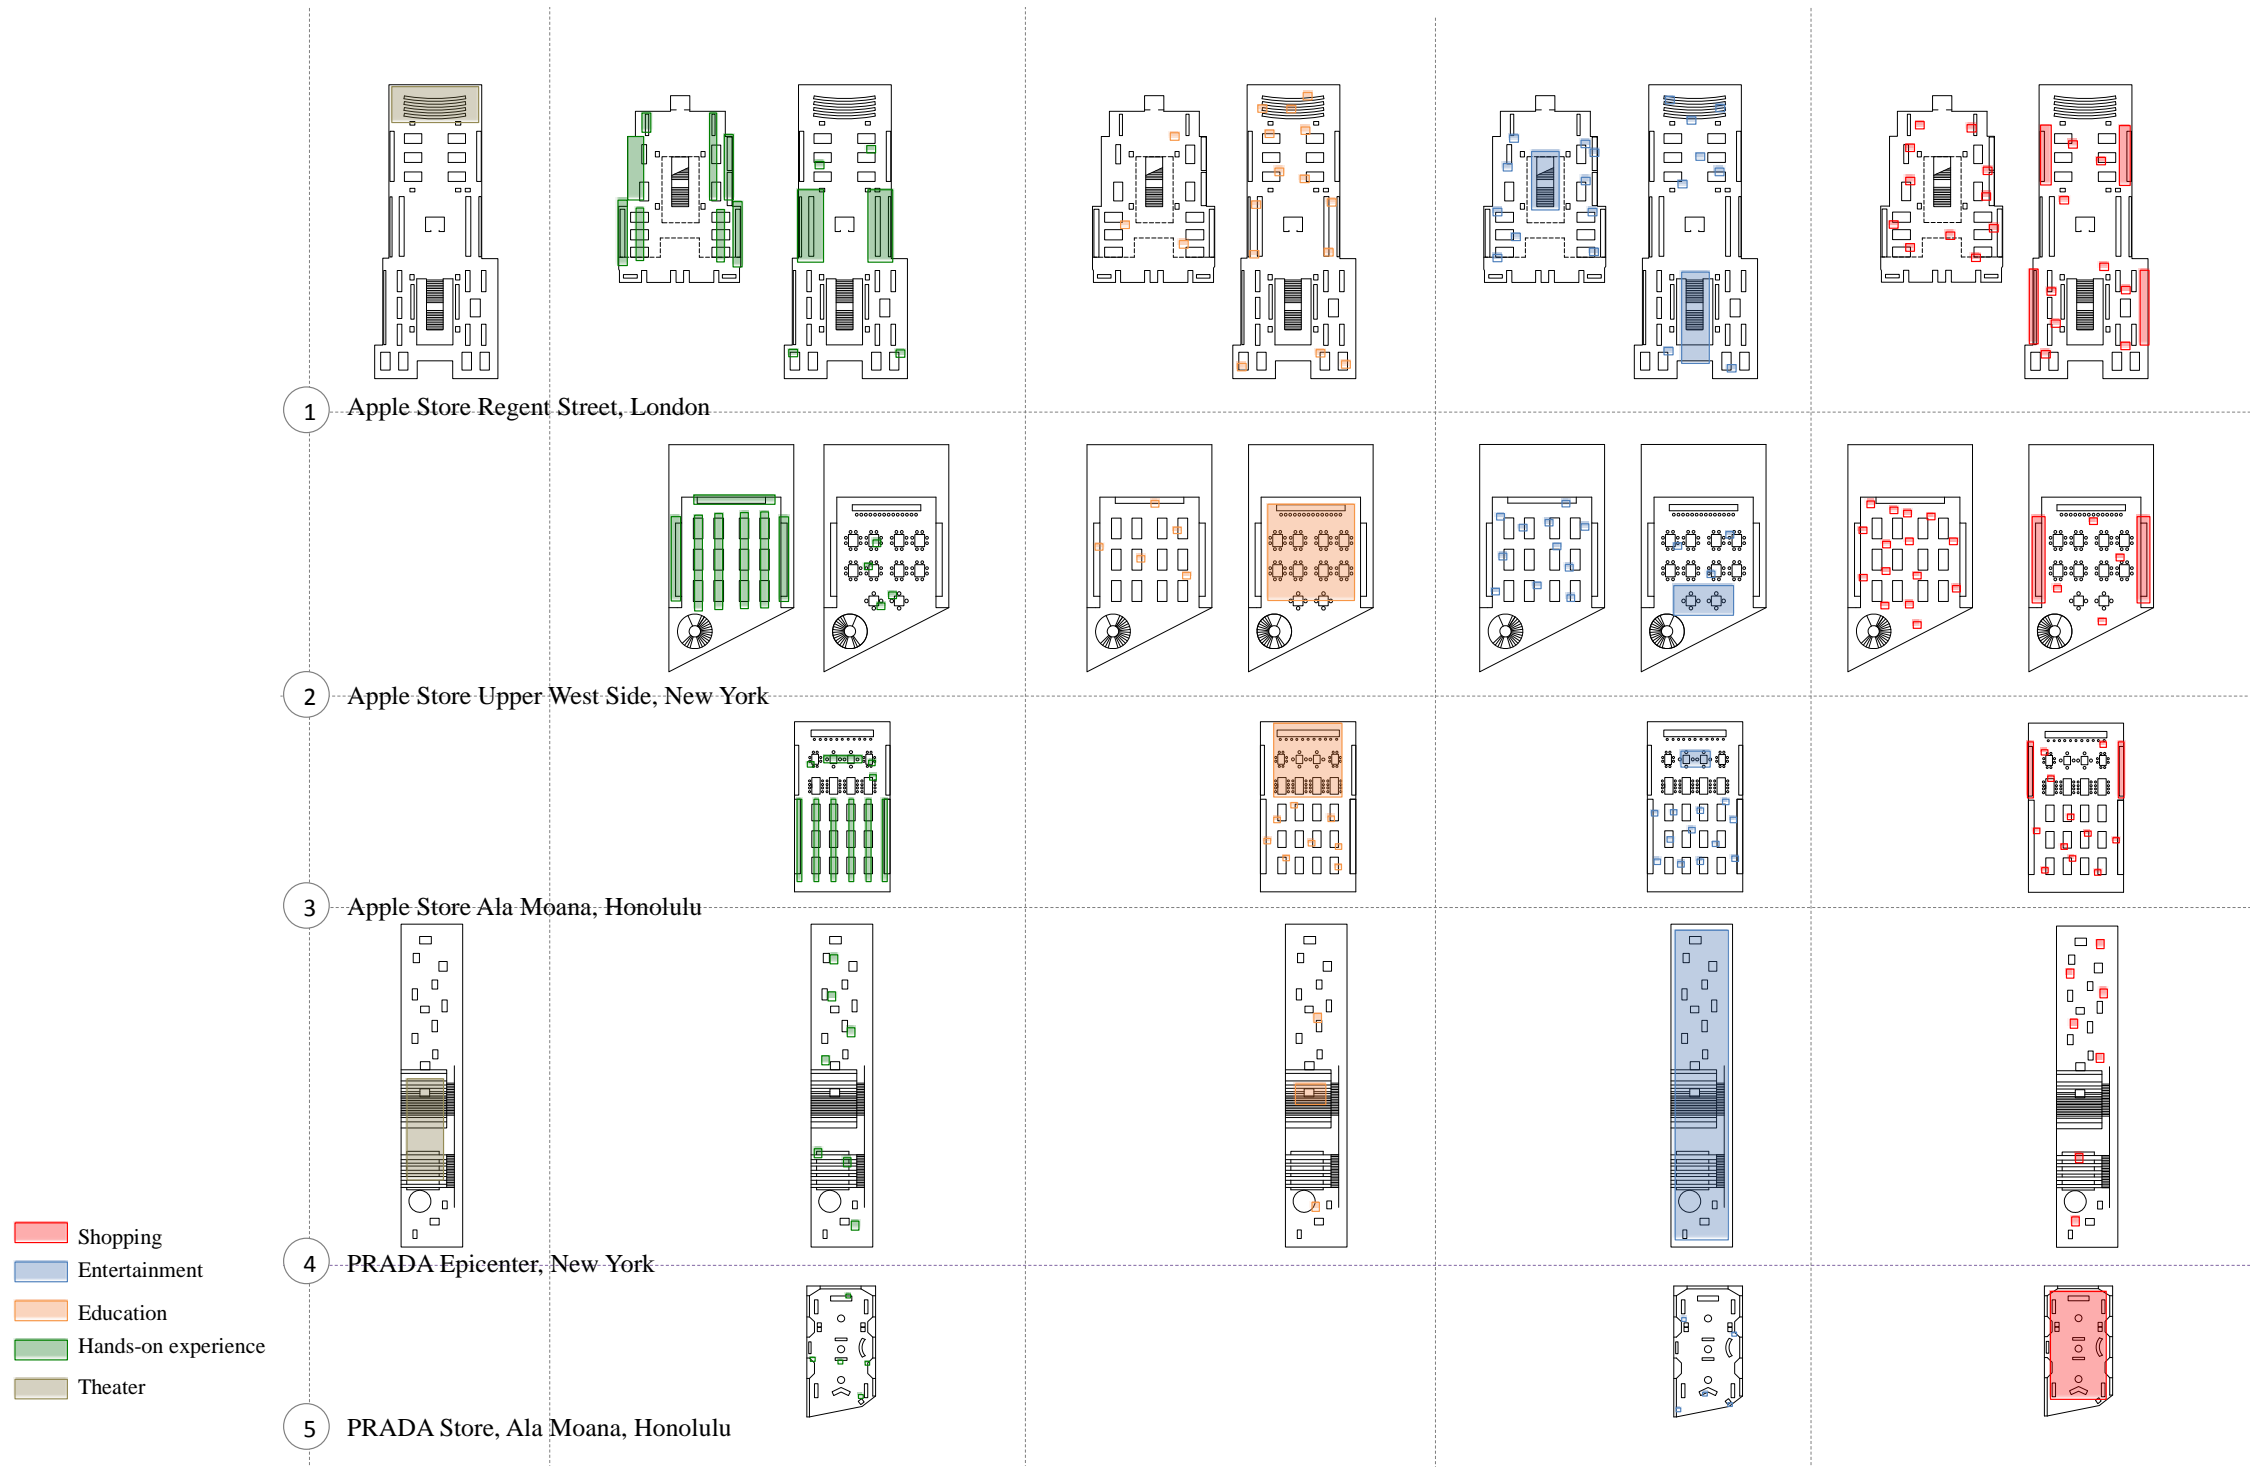 1 Apple Store Regent Street, London
2 Apple Store Upper West Side, New York
3 Apple Store Ala Moana, Honolulu
4 PRADA Epicenter, New York
5 PRADA Store, Ala Moana, Honolulu
Shopping
Entertainment
Education
Hands-on experience
Theater